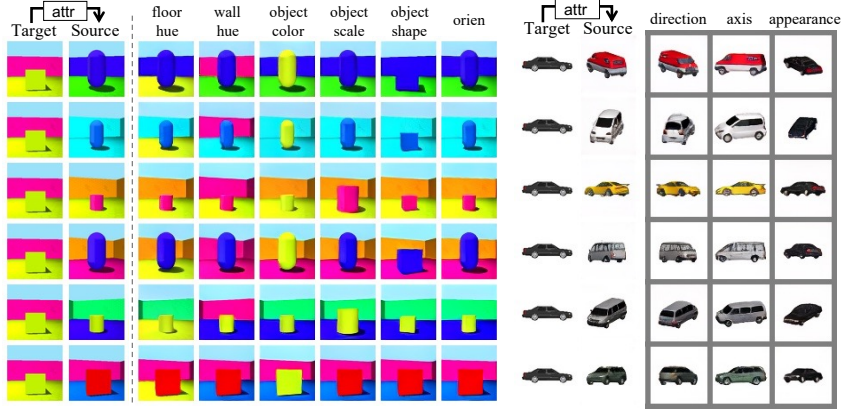 attr
Target Source
floor hue
wall hue
object color
object scale
object shape
orien
attr
Target Source
direction axis appearance